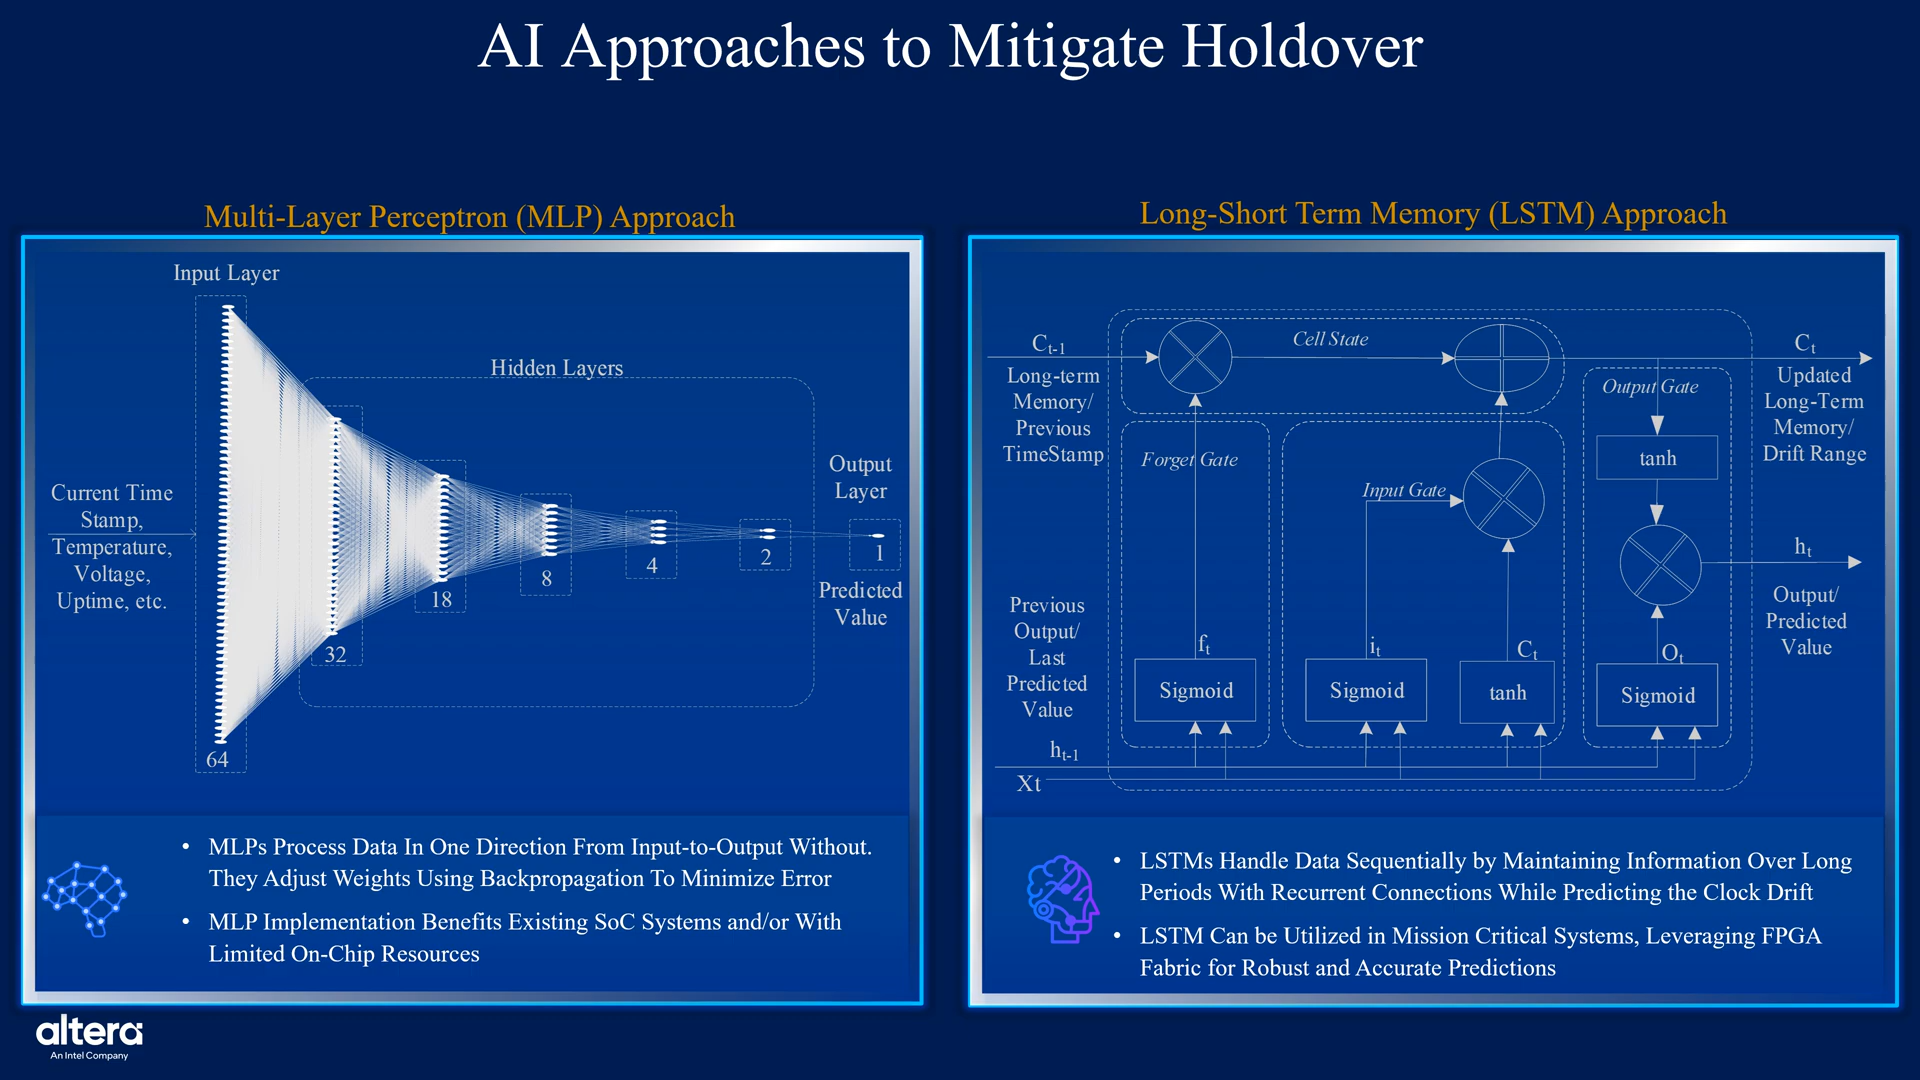 AI Approaches to Mitigate Holdover
Multi-Layer Perceptron (MLP) Approach
Input Layer
Hidden Layers
Output
Layer
Current Time
Stamp,
Temperature,
Voltage,
Uptime, etc.
64
32
18
8
4
2
1
Predicted
Value
• MLPs Process Data In One Direction From Input-to-Output Without.
They Adjust Weights Using Backpropagation To Minimize Error
• MLP Implementation Benefits Existing SoC Systems and/or With
Limited On-Chip Resources
Long-Short Term Memory (LSTM) Approach
Ct-1
Long-term
Memory/
Previous
TimeStamp
Cell State
Ct
Updated
Long-Term
Memory/
Drift Range
Output Gate
tanh
Forget Gate
Input Gate
ht
Output/
Predicted
Value
Previous
Output/
Last
Predicted
Value
ft
it
Ct
Ot
Sigmoid
Sigmoid
tanh
Sigmoid
ht-1
Xt
• LSTMs Handle Data Sequentially by Maintaining Information Over Long
Periods With Recurrent Connections While Predicting the Clock Drift
• LSTM Can be Utilized in Mission Critical Systems, Leveraging FPGA
Fabric for Robust and Accurate Predictions
altera
An Intel Company